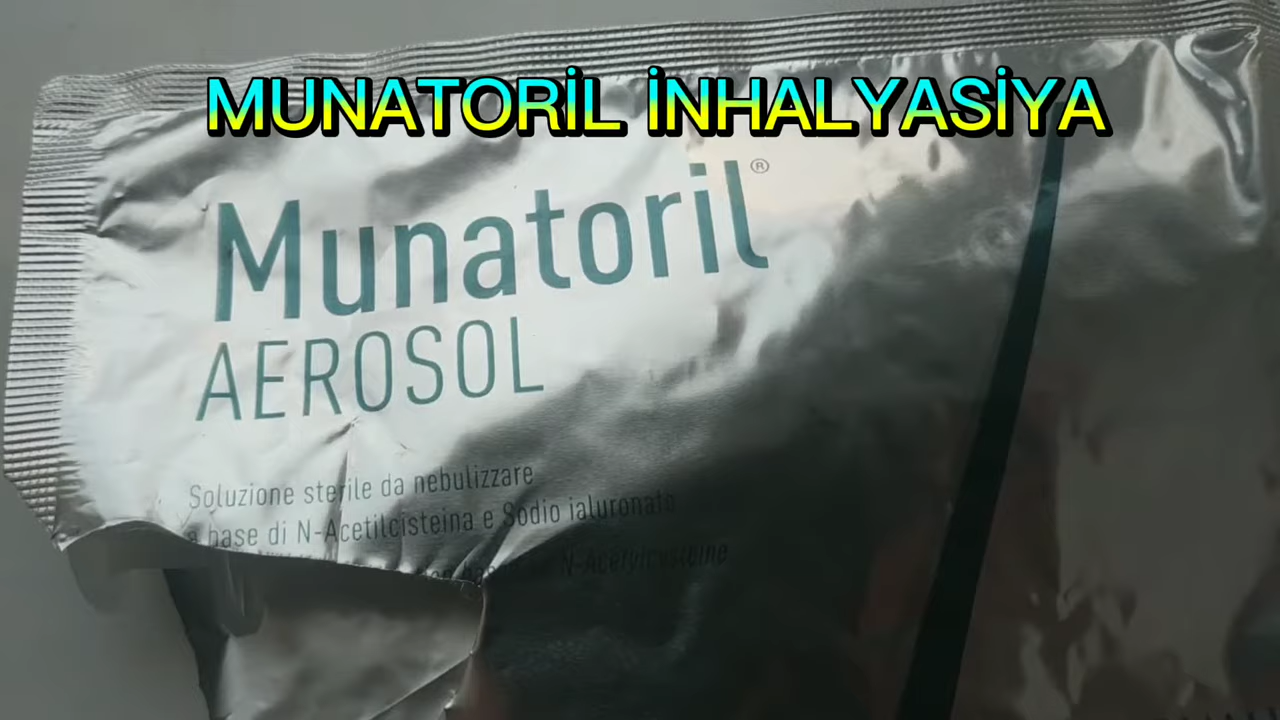 MUNATORİL İNHALYASİYA
Munatoril®
AEROSOL
Soluzione sterile da nebulizzare
a base di N-Acetilcisteina e Sodio ialuronato
N-Acetylcysteine